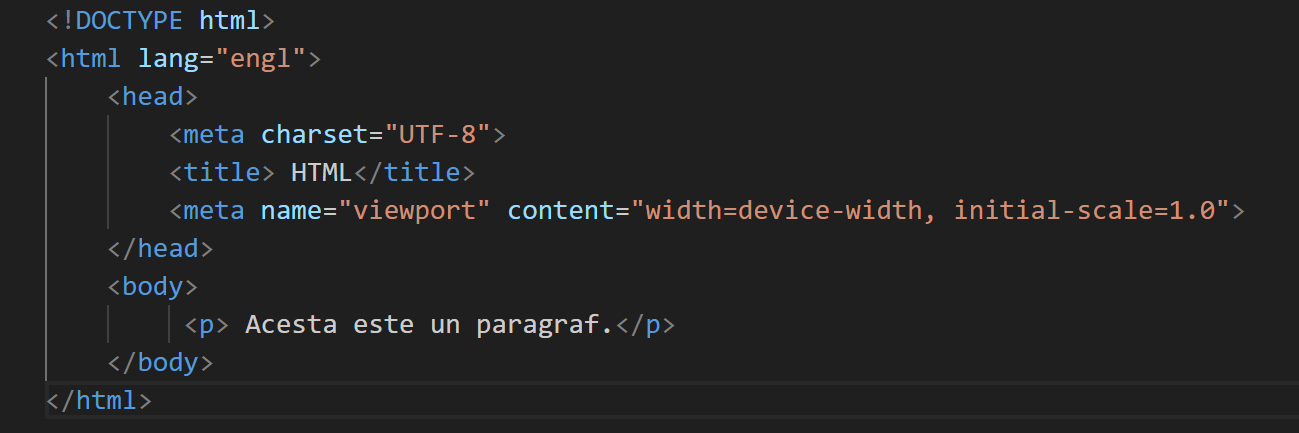 <!DOCTYPE html>
<html lang="engl">
<head>
<meta charset="UTF-8">
<title> HTML</title>
<meta name="viewport" content="width=device-width, initial-scale=1.0">
</head>
<body>
<p> Acesta este un paragraf.</p>
</body>
</html>